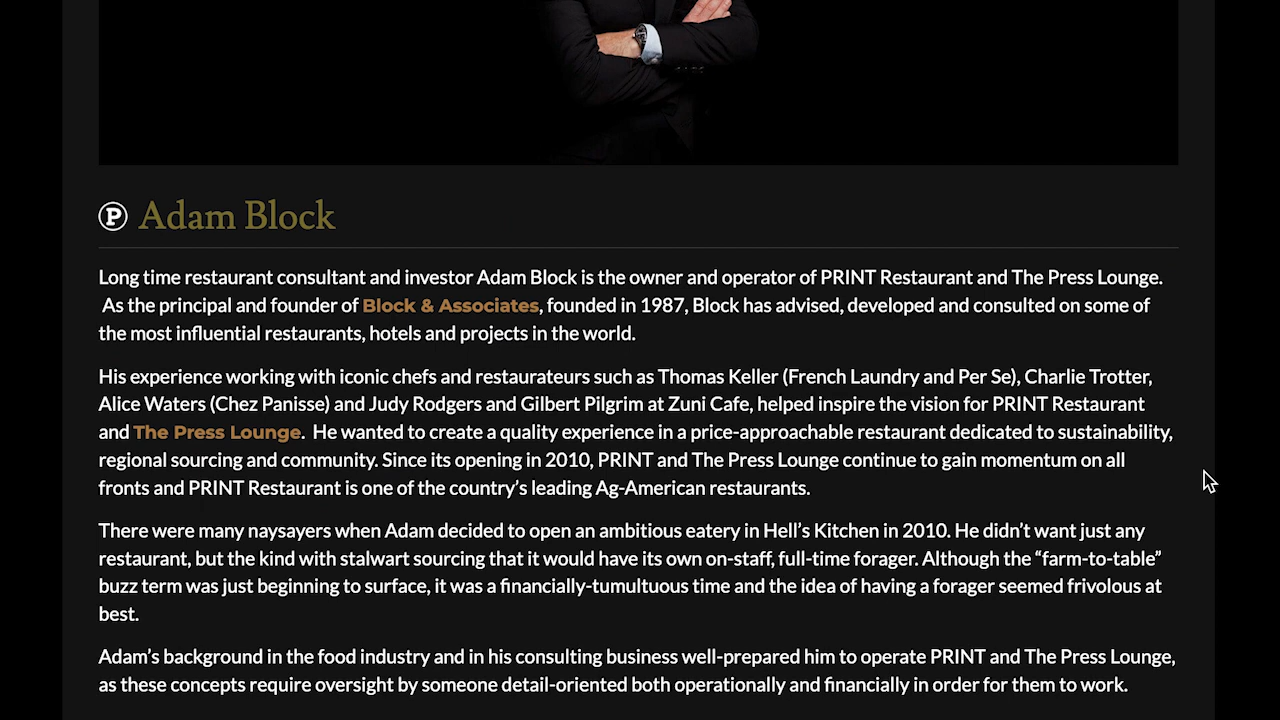 P Adam Block
Long time restaurant consultant and investor Adam Block is the owner and operator of PRINT Restaurant and The Press Lounge.
As the principal and founder of Block & Associates, founded in 1987, Block has advised, developed and consulted on some of
the most influential restaurants, hotels and projects in the world.
His experience working with iconic chefs and restaurateurs such as Thomas Keller (French Laundry and Per Se), Charlie Trotter,
Alice Waters (Chez Panisse) and Judy Rodgers and Gilbert Pilgrim at Zuni Cafe, helped inspire the vision for PRINT Restaurant
and The Press Lounge.  He wanted to create a quality experience in a price-approachable restaurant dedicated to sustainability,
regional sourcing and community. Since its opening in 2010, PRINT and The Press Lounge continue to gain momentum on all
fronts and PRINT Restaurant is one of the country’s leading Ag-American restaurants.
There were many naysayers when Adam decided to open an ambitious eatery in Hell’s Kitchen in 2010. He didn’t want just any
restaurant, but the kind with stalwart sourcing that it would have its own on-staff, full-time forager. Although the “farm-to-table”
buzz term was just beginning to surface, it was a financially-tumultuous time and the idea of having a forager seemed frivolous at
best.
Adam’s background in the food industry and in his consulting business well-prepared him to operate PRINT and The Press Lounge,
as these concepts require oversight by someone detail-oriented both operationally and financially in order for them to work.